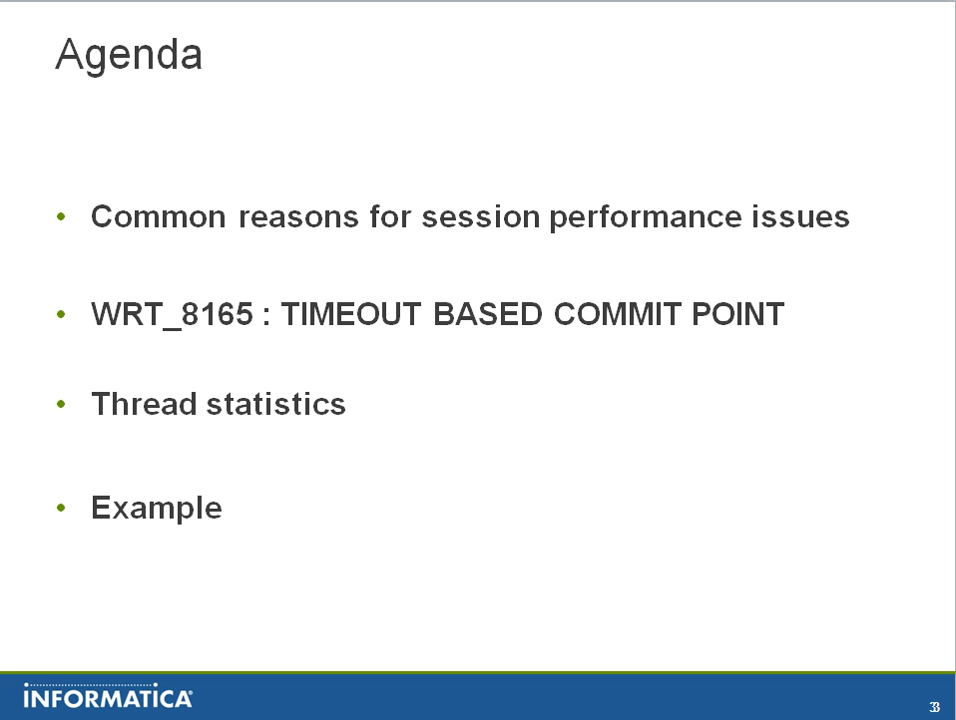 Agenda
• Common reasons for session performance issues
• WRT_8165 : TIMEOUT BASED COMMIT POINT
• Thread statistics
• Example
INFORMATICA®
3